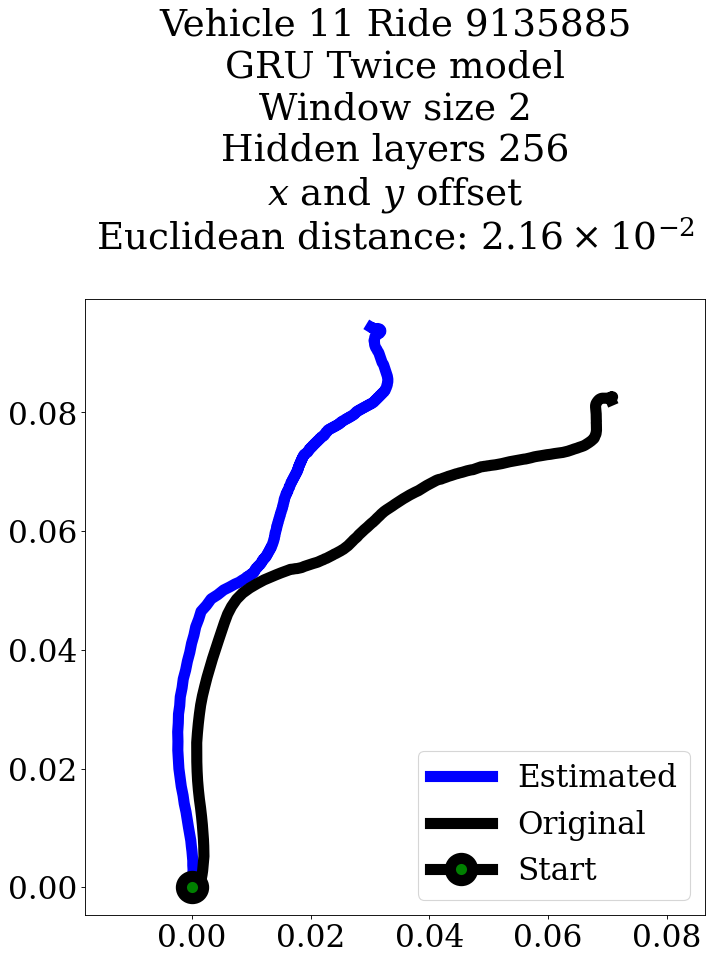 Vehicle 11 Ride 9135885
GRU Twice model
Window size 2
Hidden layers 256
x and y offset
Euclidean distance: 2.16 × 10⁻²
0.08
0.06
0.04
0.02
0.00
Estimated
Original
Start
0.00 0.02 0.04 0.06 0.08